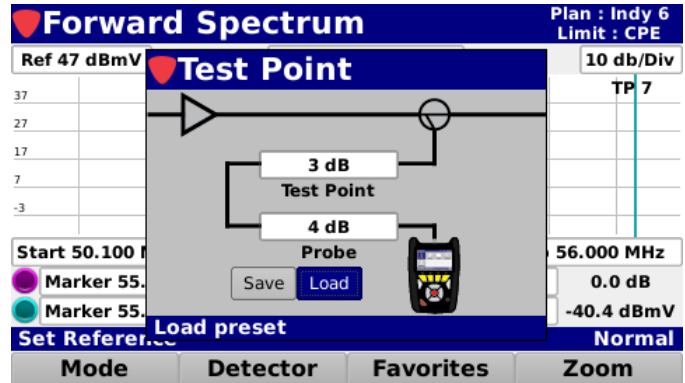 Forward Spectrum
Plan : Indy 6
Limit : CPE
Ref 47 dBmV
10 db/Div
Test Point
TP 7
37
27
17
7
-3
3 dB
Test Point
4 dB
Probe
Start 50.100
56.000 MHz
Save
Load
Marker 55.
0.0 dB
Marker 55.
-40.4 dBmV
Load preset
Set Reference
Normal
Mode
Detector
Favorites
Zoom